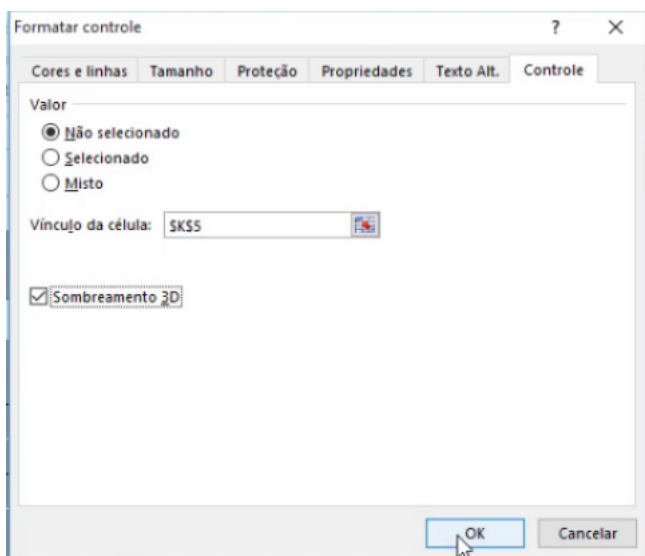 Formatar controle ? ×
Cores e linhas Tamanho Proteção Propriedades Texto Alt. Controle
Valor
Não selecionado
Selecionado
Misto
Vínculo da célula: $K$5
Sombreamento 3D
OK Cancelar